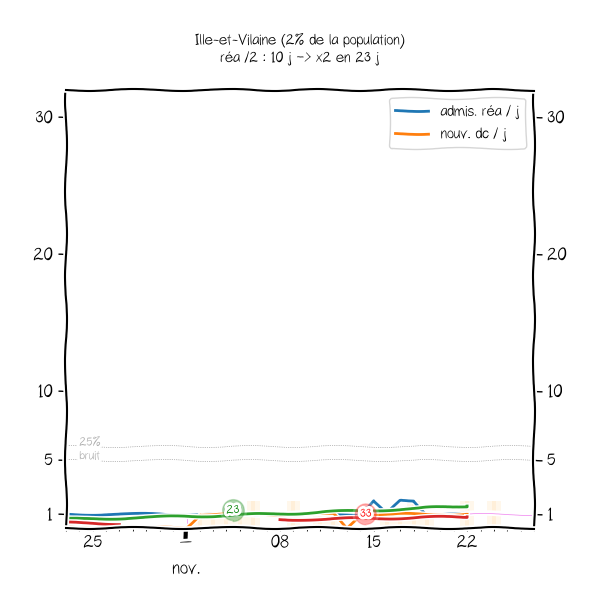 Ille-et-Vilaine (2% de la population)
réa /2 : 10 j -> x2 en 23 j
admis. réa / j
nouv. dc / j
30 30
20 20
10 10
25%
bruit
5 5
23
33
1 1
25 1 08 15 22
nov.